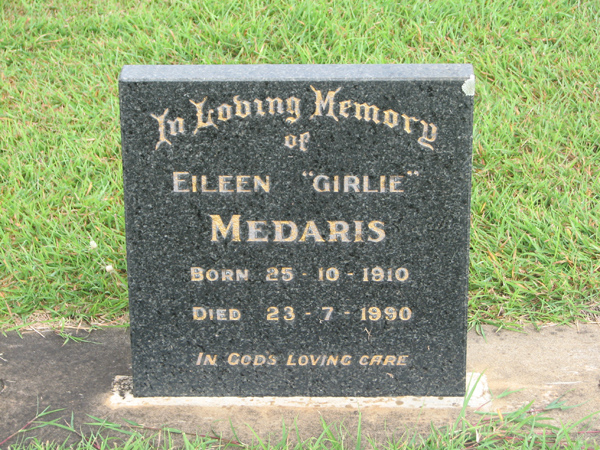 In Loving Memory
of
EILEEN "GIRLIE"
MEDARIS
BORN 25-10-1910
DIED 23-7-1990
IN GODS LOVING CARE